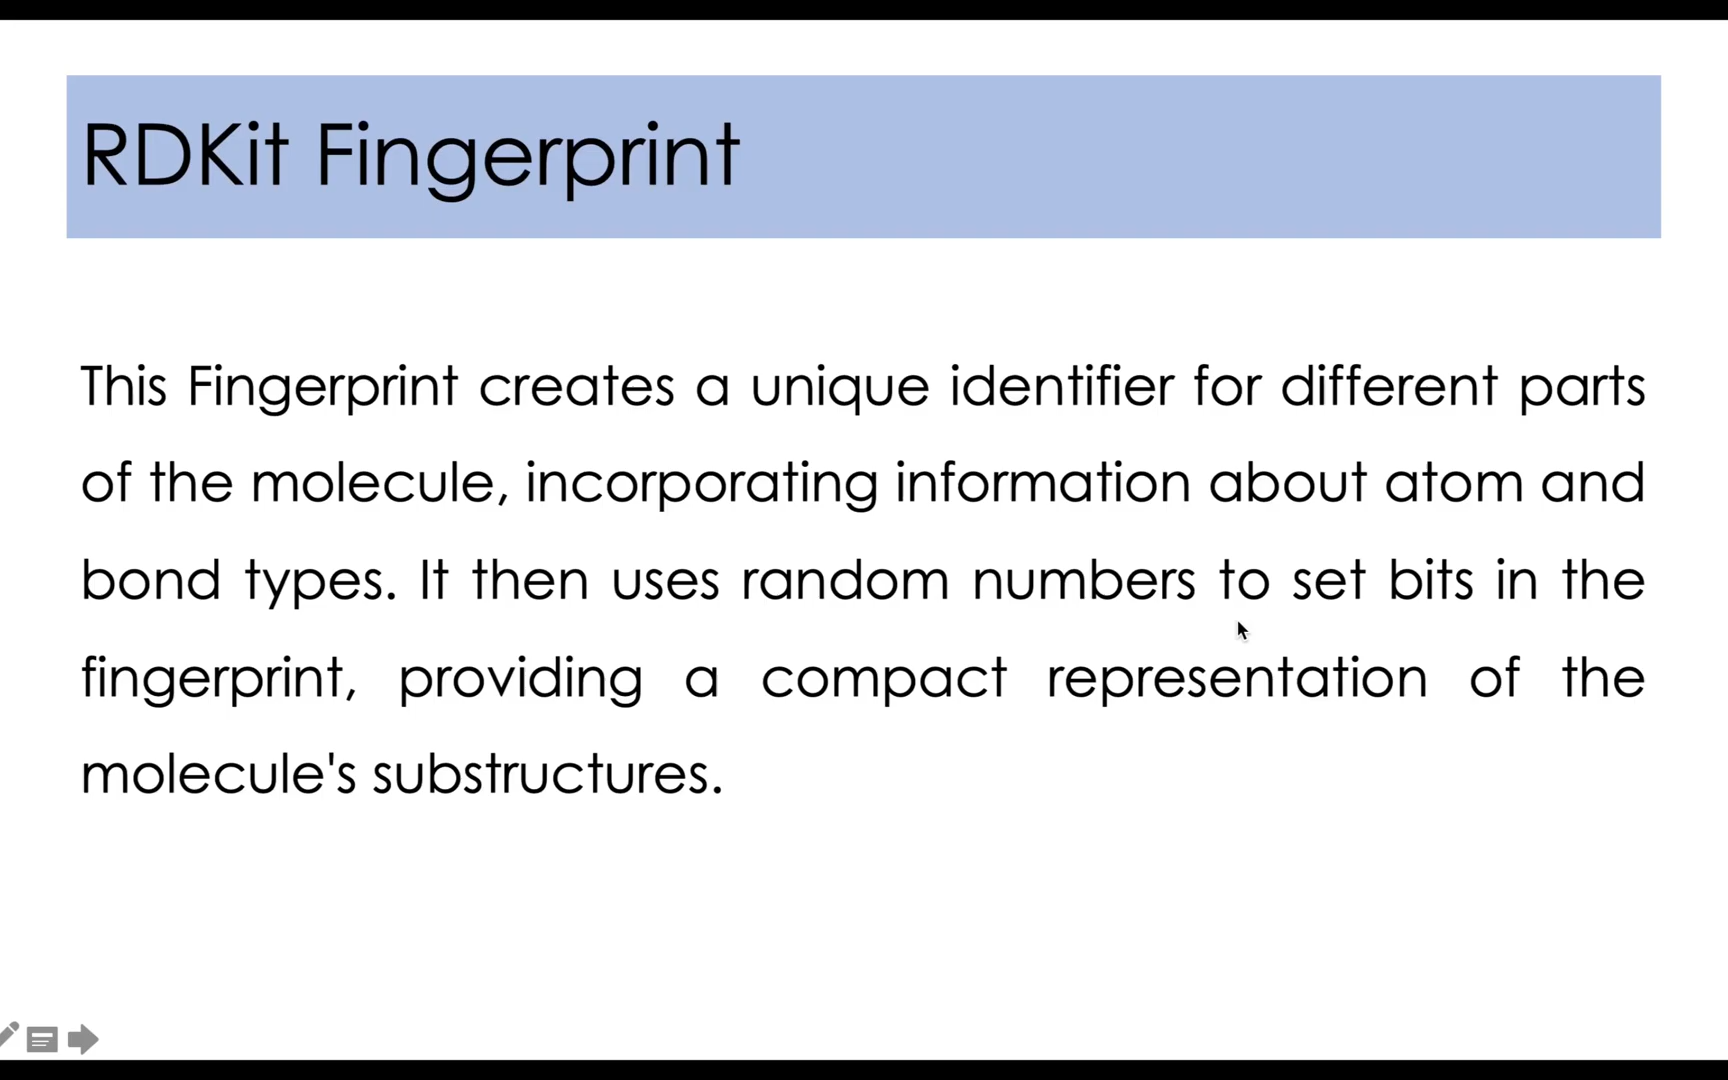 RDKit Fingerprint
This Fingerprint creates a unique identifier for different parts
of the molecule, incorporating information about atom and
bond types. It then uses random numbers to set bits in the
fingerprint, providing a compact representation of the
molecule's substructures.